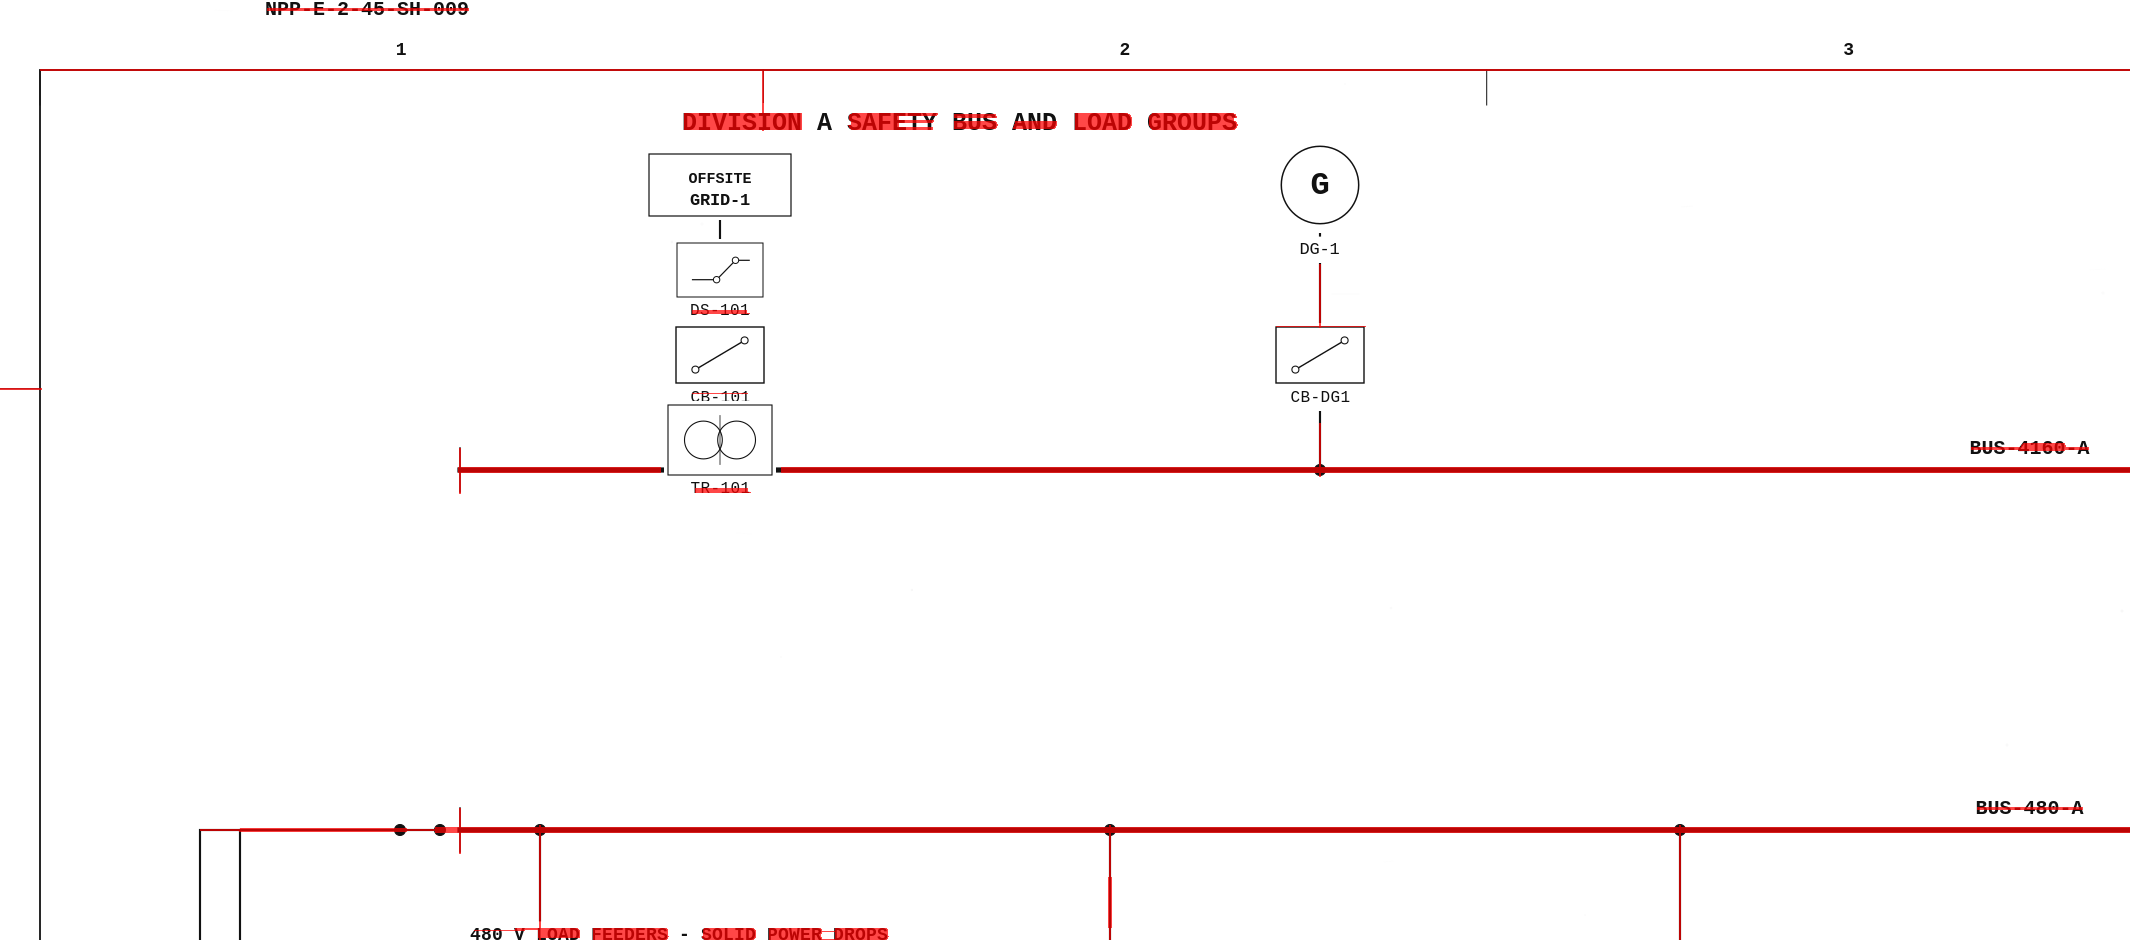 NPP-E-2-45-SH-009
1 2 3
DIVISION A SAFETY BUS AND LOAD GROUPS
OFFSITE
GRID-1
G
DG-1
DS-101
CB-101
CB-DG1
BUS-4160-A
TR-101
BUS-480-A
480 V LOAD FEEDERS - SOLID POWER DROPS